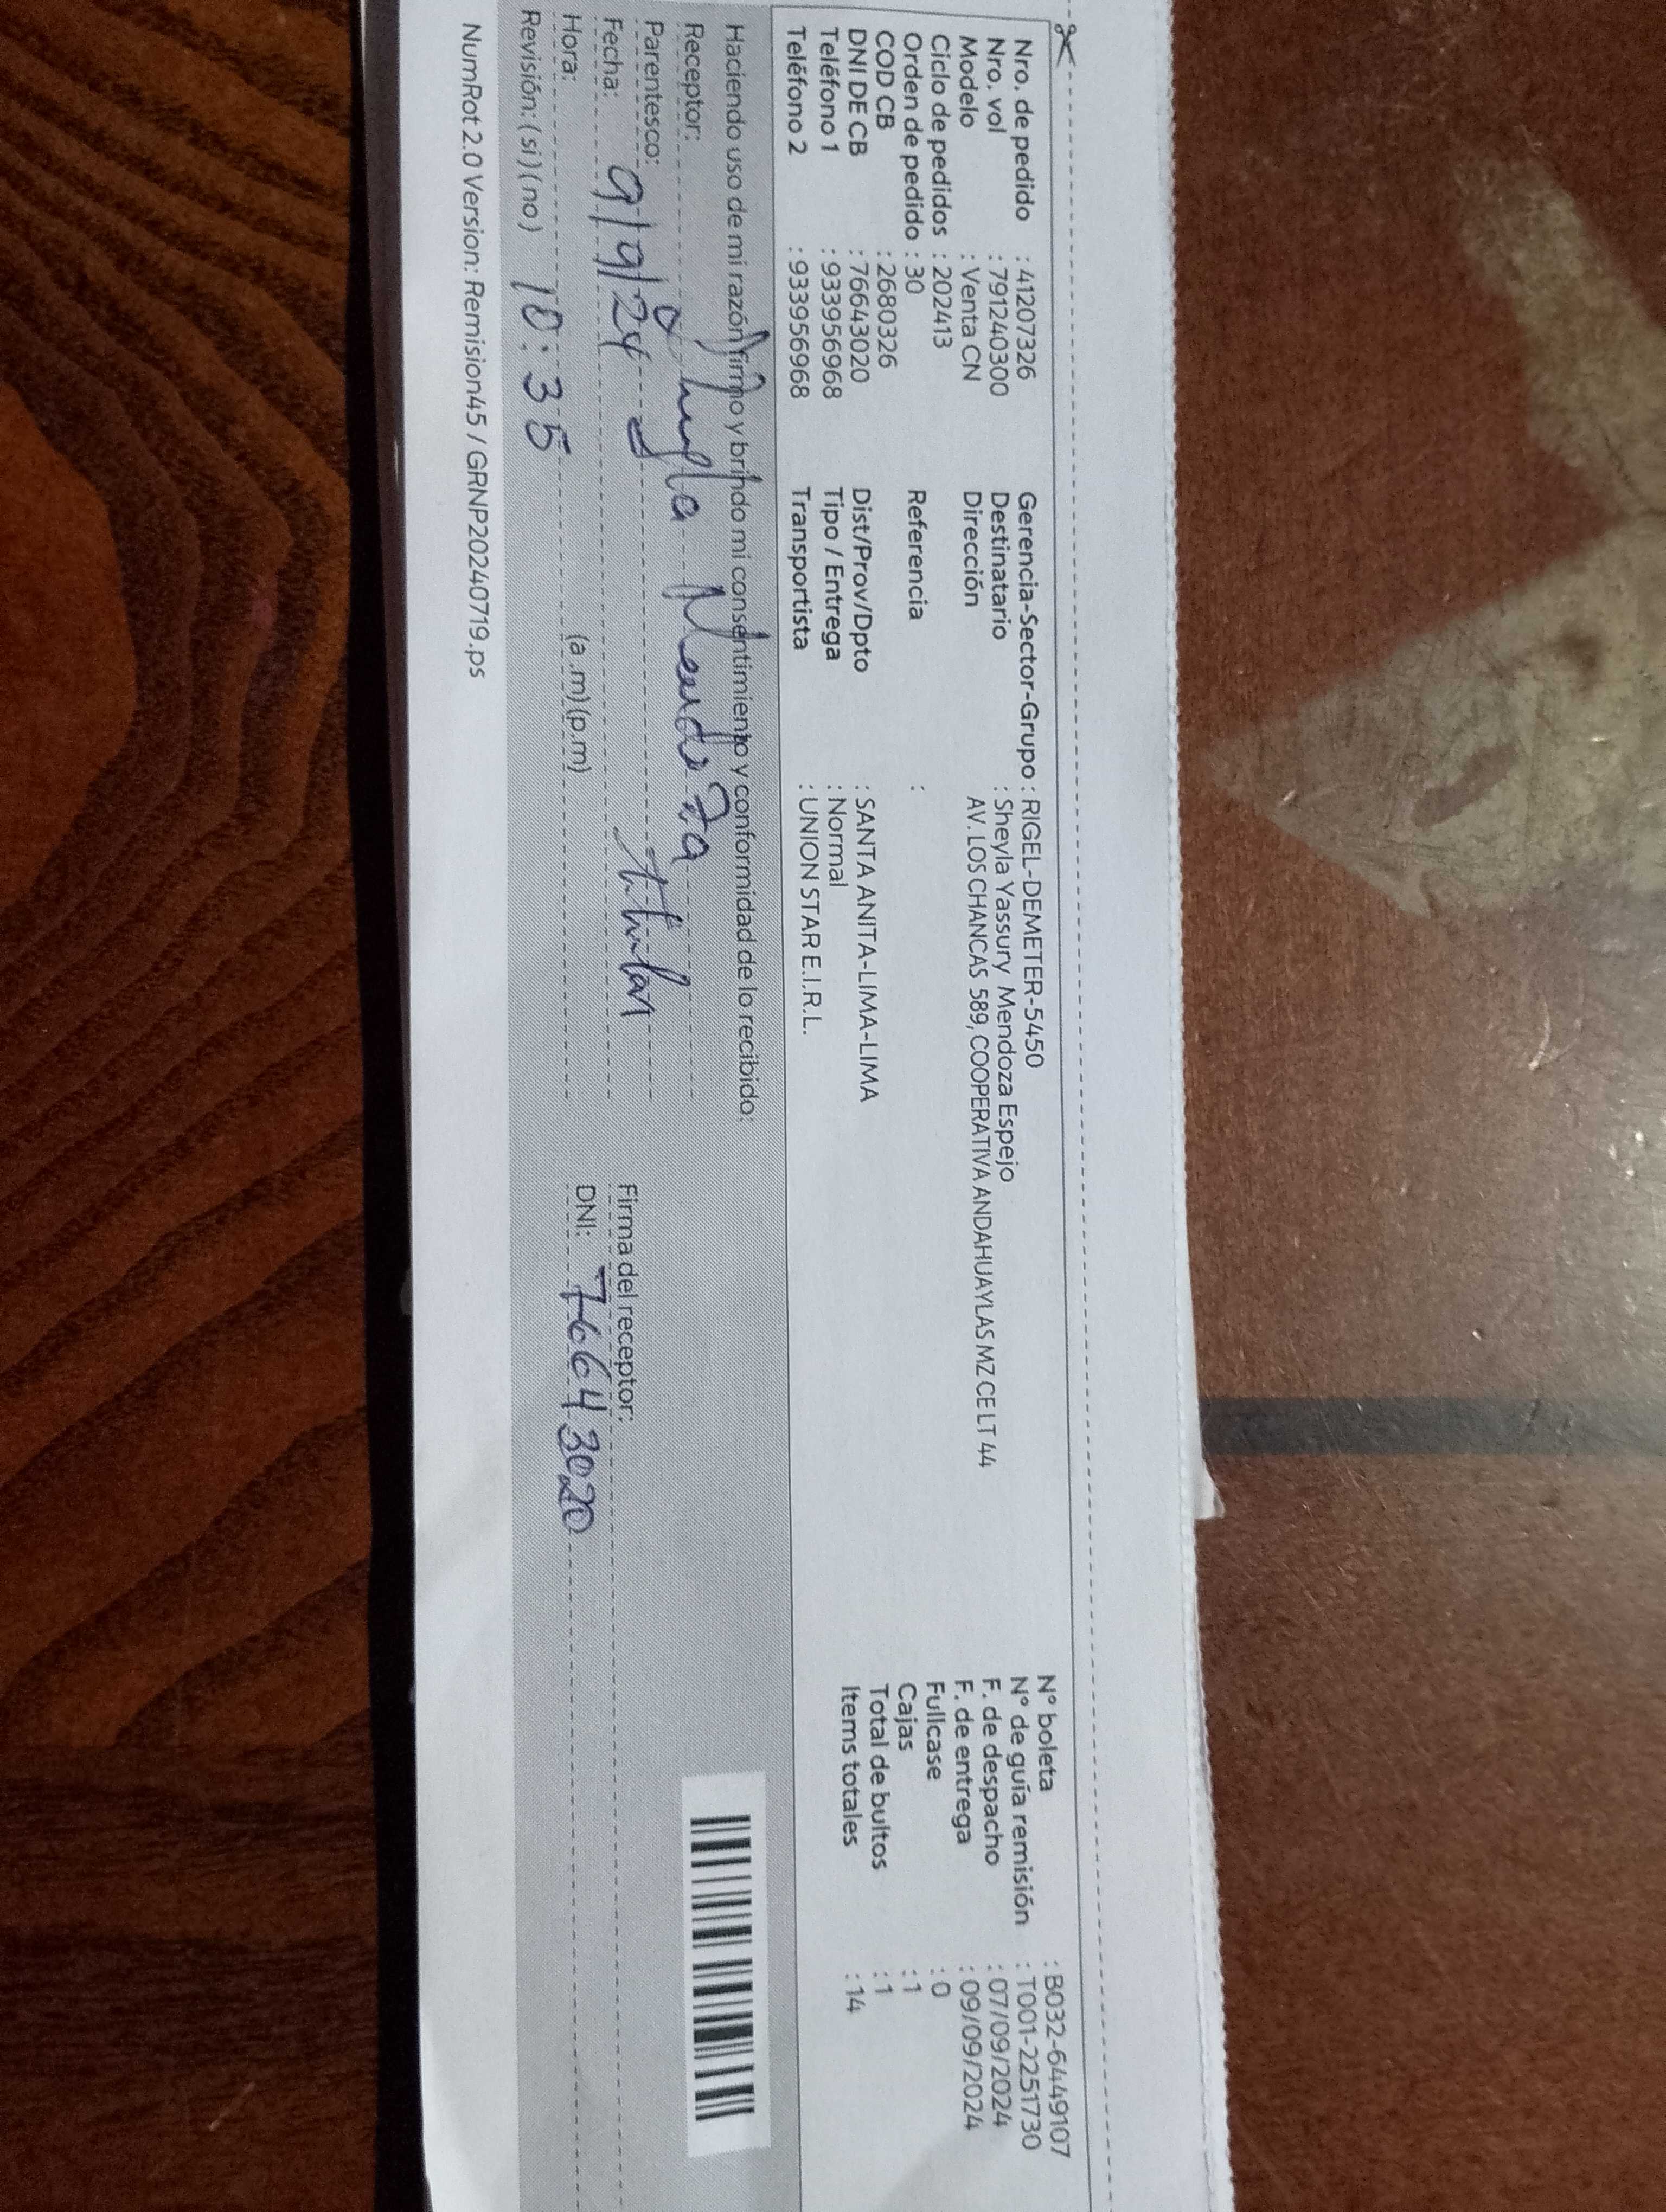 Nro. de pedido : 41207326
Nro. vol : 791240300
Modelo : Venta CN
Ciclo de pedidos : 202413
Orden de pedido : 30
COD CB : 2680326
DNI DE CB : 76643020
Teléfono 1 : 933956968
Teléfono 2 : 933956968
Gerencia-Sector-Grupo : RIGEL-DEMETER-5450
Destinatario : Sheyla Yassury Mendoza Espejo
Dirección AV. LOS CHANCAS 589, COOPERATIVA ANDAHUAYLAS MZ CE LT 44
Referencia :
Dist/Prov/Dpto : SANTA ANITA-LIMA-LIMA
Tipo / Entrega : Normal
Transportista : UNION STAR E.I.R.L.
N° boleta : B032-6449107
N° de guía remisión : T001-2251730
F. de despacho : 07/09/2024
F. de entrega : 09/09/2024
Fullcase : 0
Cajas : 1
Total de bultos : 1
Items totales : 14
Haciendo uso de mi razón firmo y brindo mi consentimiento y conformidad de lo recibido:
Receptor: Mendoza
Parentesco: titular
Fecha: 9/9/24
Hora: 10:35 (a.m) (p.m)
Revisión: (si) (no)
Firma del receptor:
DNI: 76643020
NumRot 2.0 Version: Remision45 / GRNP20240719.ps